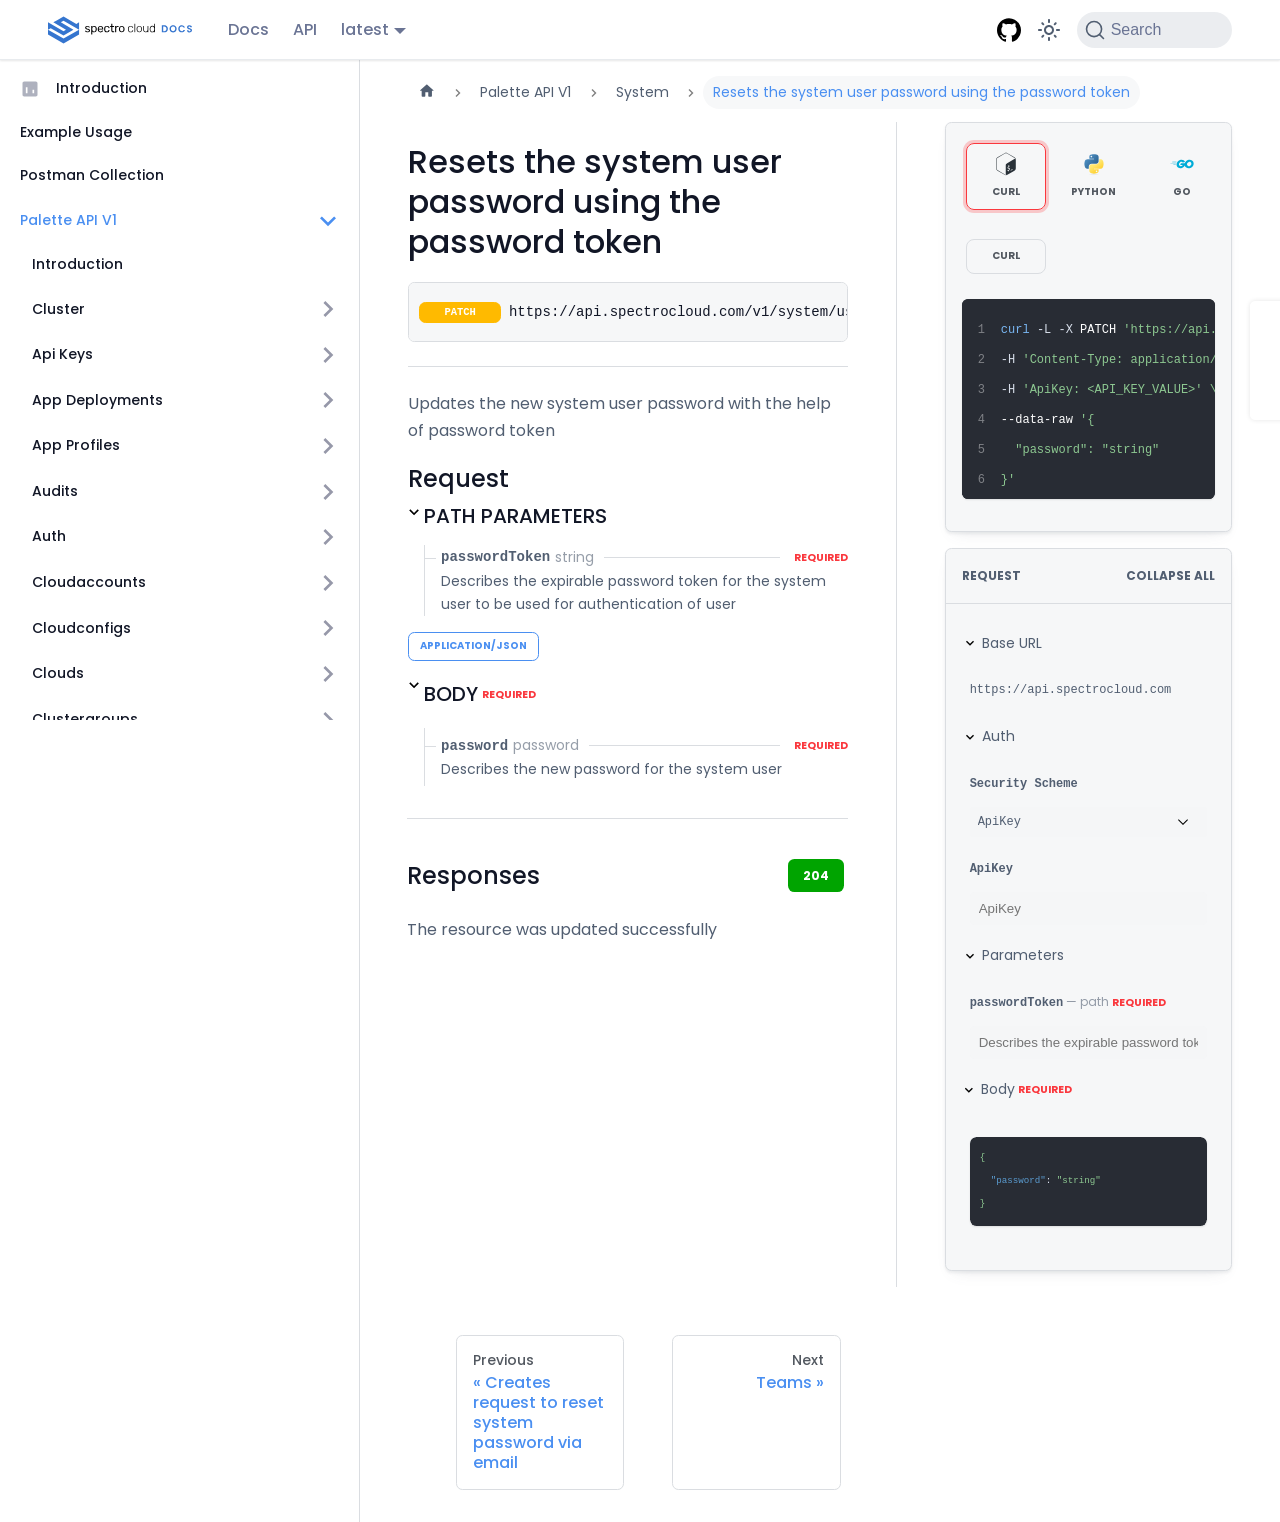 spectro cloud DOCS
Docs
API
latest
Search
Introduction
Example Usage
Postman Collection
Palette API V1
Introduction
Cluster
Api Keys
App Deployments
App Profiles
Audits
Auth
Cloudaccounts
Cloudconfigs
Clouds
Clustergroups
Palette API V1
System
Resets the system user password using the password token
Resets the system user
password using the
password token
PATCH
https://api.spectrocloud.com/v1/system/us
Updates the new system user password with the help
of password token
Request
PATH PARAMETERS
passwordToken string REQUIRED
Describes the expirable password token for the system
user to be used for authentication of user
APPLICATION/JSON
BODY REQUIRED
password password REQUIRED
Describes the new password for the system user
Responses
204
The resource was updated successfully
CURL
PYTHON
GO
CURL
1 curl -L -X PATCH 'https://api.
2 -H 'Content-Type: application/
3 -H 'ApiKey: <API_KEY_VALUE>' \
4 --data-raw '{
5 "password": "string"
6 }'
REQUEST
COLLAPSE ALL
Base URL
https://api.spectrocloud.com
Auth
Security Scheme
ApiKey
ApiKey
ApiKey
Parameters
passwordToken — path REQUIRED
Describes the expirable password tok
Body REQUIRED
{
"password": "string"
}
Previous
« Creates
request to reset
system
password via
email
Next
Teams »